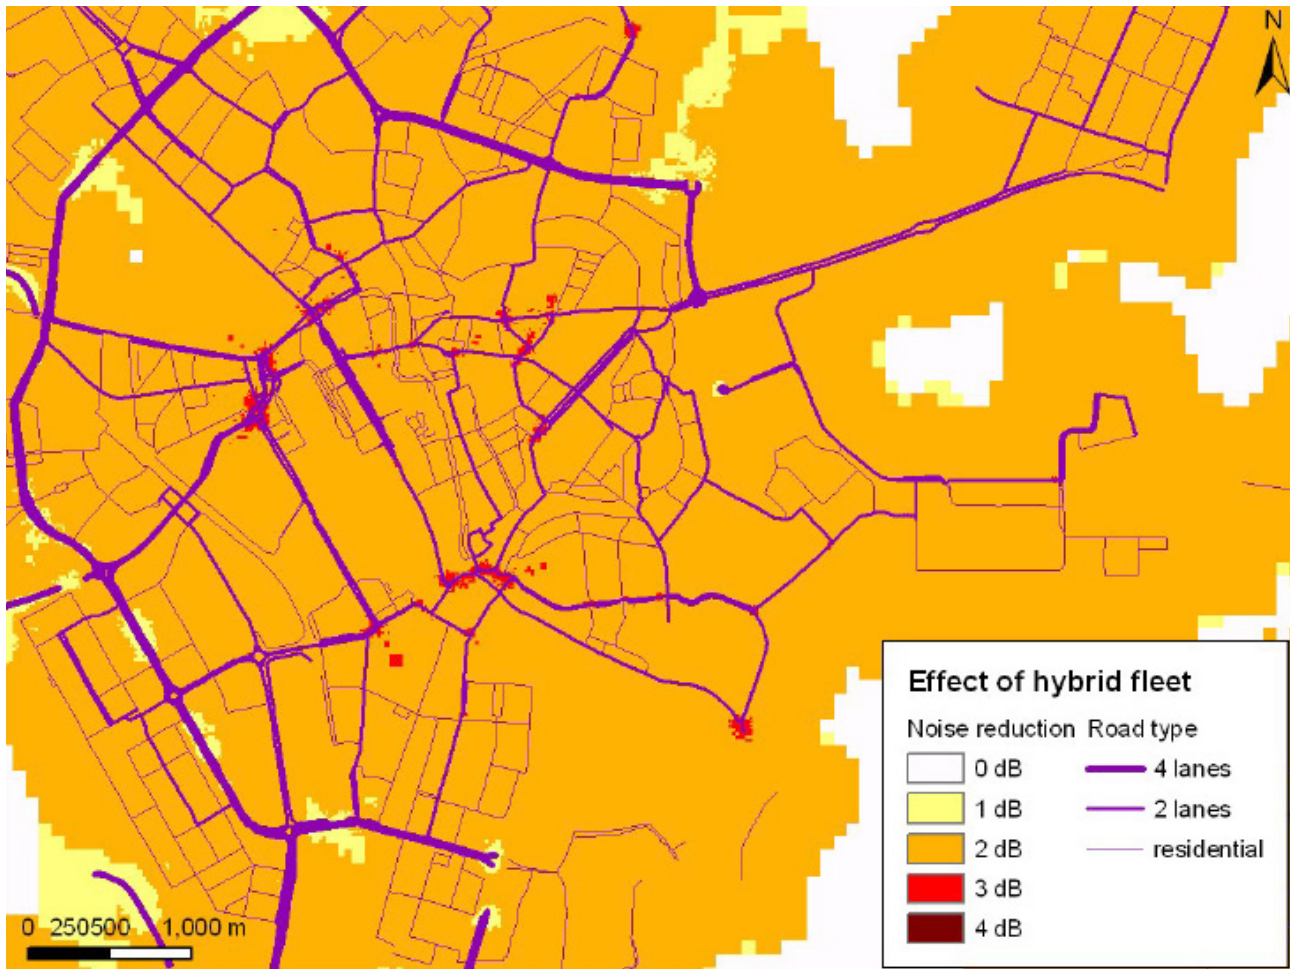 N
Effect of hybrid fleet
Noise reduction Road type
0 dB 4 lanes
1 dB 2 lanes
2 dB residential
3 dB
4 dB
0 250500 1,000 m